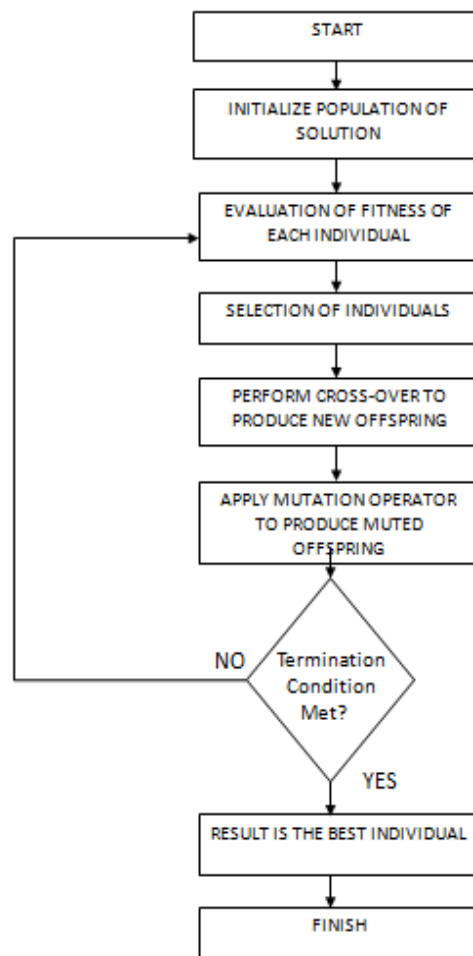 START
INITIALIZE POPULATION OF
SOLUTION
EVALUATION OF FITNESS OF
EACH INDIVIDUAL
SELECTION OF INDIVIDUALS
PERFORM CROSS-OVER TO
PRODUCE NEW OFFSPRING
APPLY MUTATION OPERATOR
TO PRODUCE MUTED
OFFSPRING
NO
Termination
Condition
Met?
YES
RESULT IS THE BEST INDIVIDUAL
FINISH